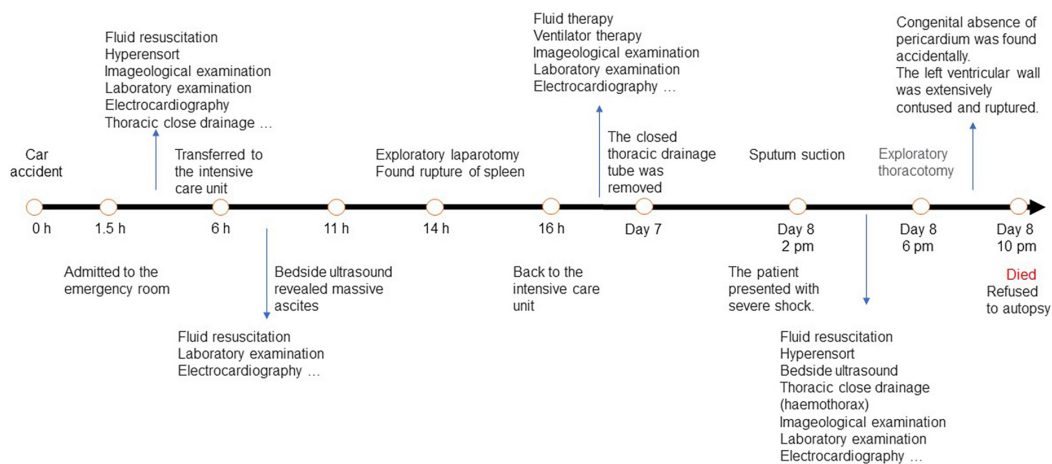 Fluid resuscitation
Hyperensort
Imageological examination
Laboratory examination
Electrocardiography
Thoracic close drainage ...
Fluid therapy
Ventilator therapy
Imageological examination
Laboratory examination
Electrocardiography ...
Congenital absence of
pericardium was found
accidentally.
The left ventricular wall
was extensively
contused and ruptured.
Car
accident
Transferred to
the intensive
care unit
Exploratory laparotomy
Found rupture of spleen
The closed
thoracic drainage
tube was
removed
Sputum suction
Exploratory
thoracotomy
0 h
1.5 h
6 h
11 h
14 h
16 h
Day 7
Day 8
2 pm
Day 8
6 pm
Day 8
10 pm
Admitted to the
emergency room
Bedside ultrasound
revealed massive
ascites
Back to the
intensive care
unit
The patient
presented with
severe shock.
Died
Refused
to autopsy
Fluid resuscitation
Laboratory examination
Electrocardiography ...
Fluid resuscitation
Hyperensort
Bedside ultrasound
Thoracic close drainage
(haemothorax)
Imageological examination
Laboratory examination
Electrocardiography ...